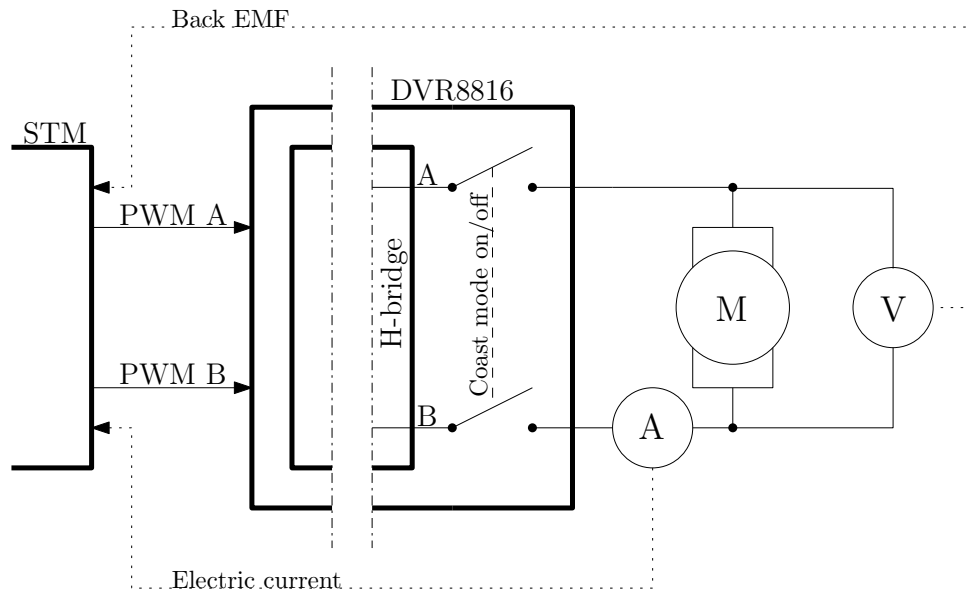 Back EMF
DVR8816
STM
A
PWM A
H-bridge
Coast mode on/off
M
V
PWM B
B
A
Electric current